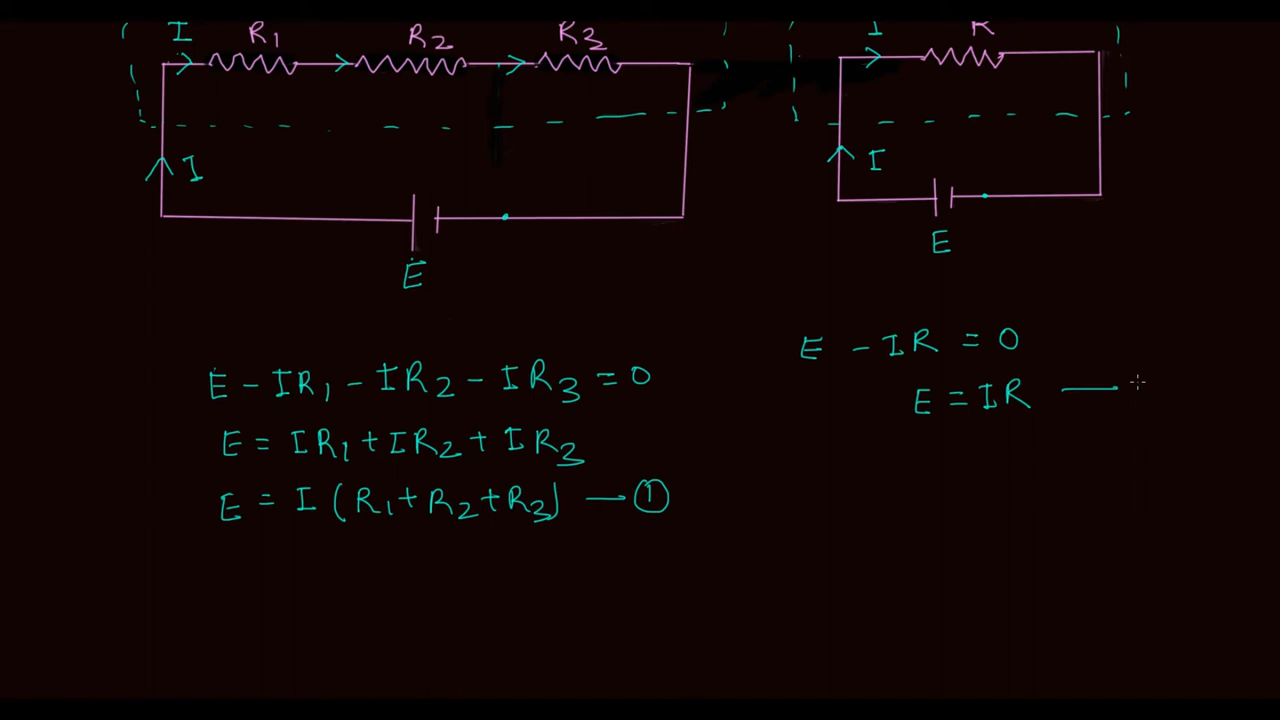 I R1 R2 R3
I
E
E - IR1 - IR2 - IR3 = 0
E = IR1 + IR2 + IR3
E = I (R1 + R2 + R3) — ①
I R
I
E
E - IR = 0
E = IR —